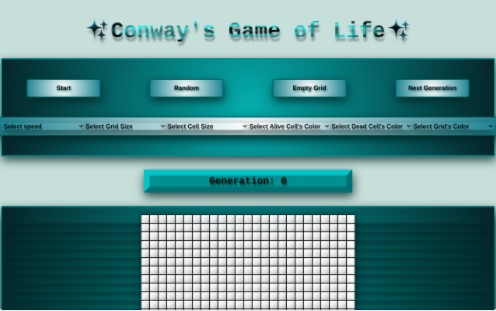 Conway's Game of Life
Start Random Empty Grid Next Generation
Select speed Select Grid Size Select Cell Size Select Alive Cell's Color Select Dead Cell's Color Select Grid's Color
Generation: 0